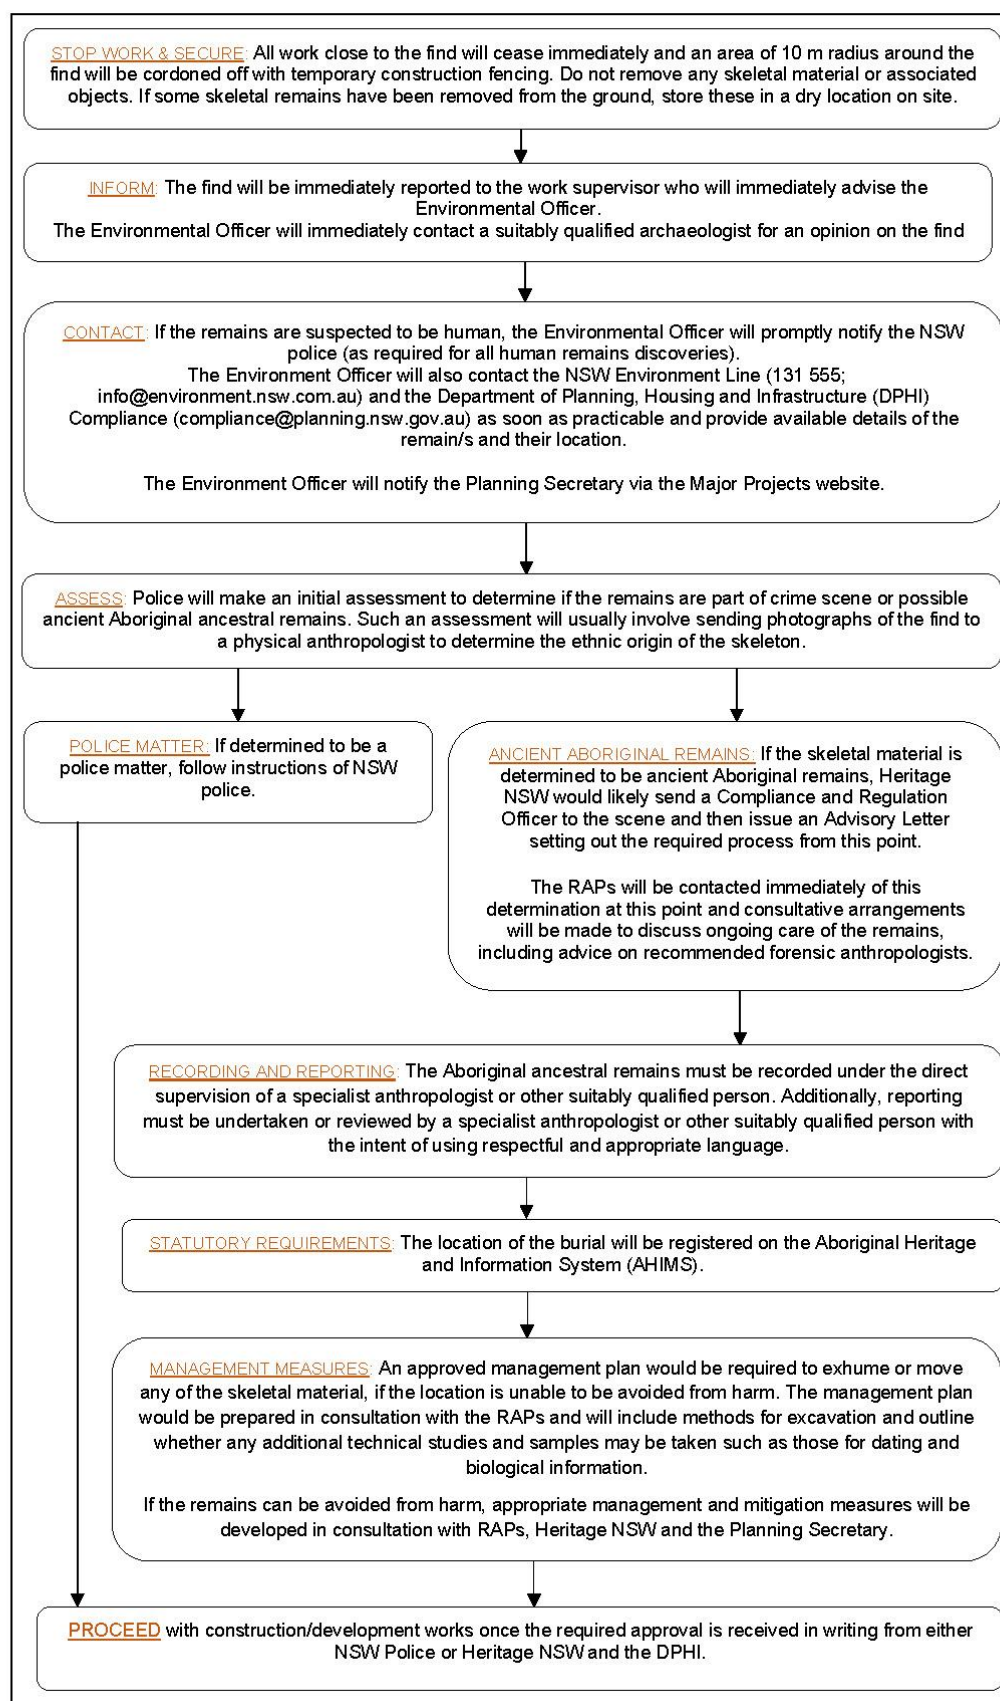 STOP WORK & SECURE: All work close to the find will cease immediately and an area of 10 m radius around the
find will be cordoned off with temporary construction fencing. Do not remove any skeletal material or associated
objects. If some skeletal remains have been removed from the ground, store these in a dry location on site.
INFORM: The find will be immediately reported to the work supervisor who will immediately advise the
Environmental Officer.
The Environmental Officer will immediately contact a suitably qualified archaeologist for an opinion on the find
CONTACT: If the remains are suspected to be human, the Environmental Officer will promptly notify the NSW
police (as required for all human remains discoveries).
The Environment Officer will also contact the NSW Environment Line (131 555;
info@environment.nsw.com.au) and the Department of Planning, Housing and Infrastructure (DPHI)
Compliance (compliance@planning.nsw.gov.au) as soon as practicable and provide available details of the
remain/s and their location.
The Environment Officer will notify the Planning Secretary via the Major Projects website.
ASSESS: Police will make an initial assessment to determine if the remains are part of crime scene or possible
ancient Aboriginal ancestral remains. Such an assessment will usually involve sending photographs of the find to
a physical anthropologist to determine the ethnic origin of the skeleton.
POLICE MATTER: If determined to be a
police matter, follow instructions of NSW
police.
ANCIENT ABORIGINAL REMAINS: If the skeletal material is
determined to be ancient Aboriginal remains, Heritage
NSW would likely send a Compliance and Regulation
Officer to the scene and then issue an Advisory Letter
setting out the required process from this point.
The RAPs will be contacted immediately of this
determination at this point and consultative arrangements
will be made to discuss ongoing care of the remains,
including advice on recommended forensic anthropologists.
RECORDING AND REPORTING: The Aboriginal ancestral remains must be recorded under the direct
supervision of a specialist anthropologist or other suitably qualified person. Additionally, reporting
must be undertaken or reviewed by a specialist anthropologist or other suitably qualified person with
the intent of using respectful and appropriate language.
STATUTORY REQUIREMENTS: The location of the burial will be registered on the Aboriginal Heritage
and Information System (AHIMS).
MANAGEMENT MEASURES: An approved management plan would be required to exhume or move
any of the skeletal material, if the location is unable to be avoided from harm. The management plan
would be prepared in consultation with the RAPs and will include methods for excavation and outline
whether any additional technical studies and samples may be taken such as those for dating and
biological information.
If the remains can be avoided from harm, appropriate management and mitigation measures will be
developed in consultation with RAPs, Heritage NSW and the Planning Secretary.
PROCEED with construction/development works once the required approval is received in writing from either
NSW Police or Heritage NSW and the DPHI.